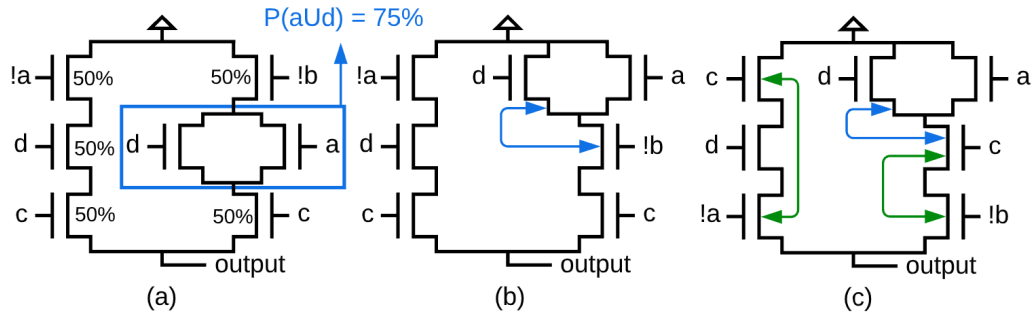 P(aUd) = 75%
!a 50% 50% !b
d 50% d a
c 50% 50% c
output
(a)
!a d a
d !b
c c
output
(b)
c d a
d c
!a !b
output
(c)